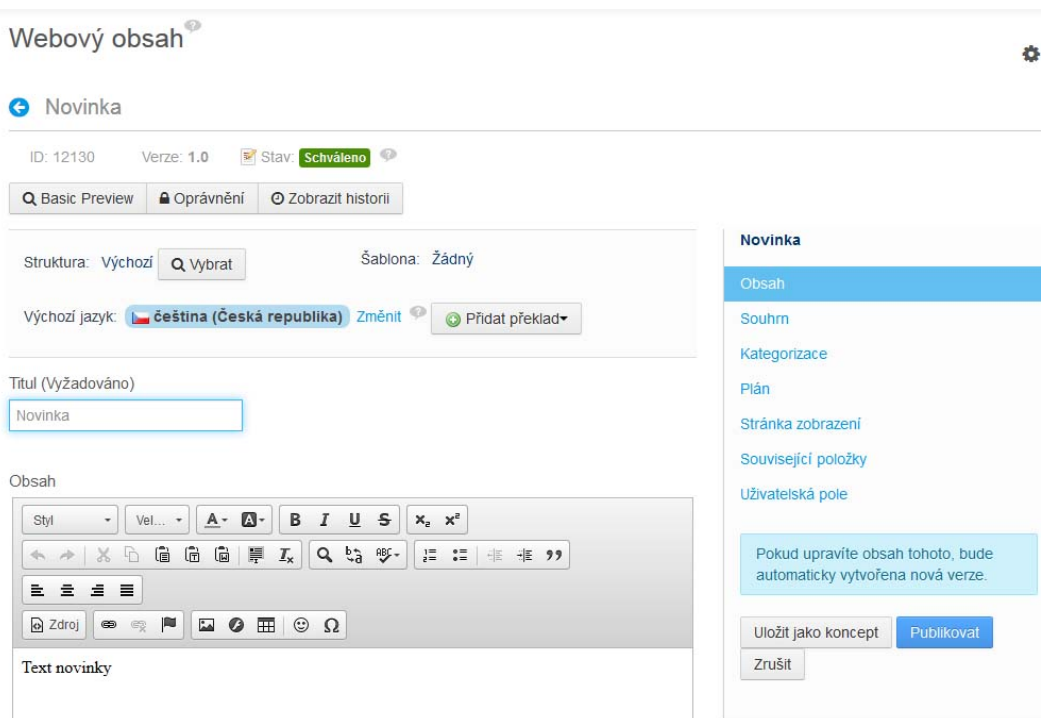 Webový obsah
Novinka
ID: 12130 Verze: 1.0 Stav: Schváleno
Basic Preview Oprávnění Zobrazit historii
Struktura: Výchozí Vybrat Šablona: Žádný
Výchozí jazyk: čeština (Česká republika) Změnit Přidat překlad
Titul (Vyžadováno)
Novinka
Obsah
Styl Vel... A A B I U S x₂ x²
ABC
Zdroj Ω
Text novinky
Novinka
Obsah
Souhrn
Kategorizace
Plán
Stránka zobrazení
Související položky
Uživatelská pole
Pokud upravíte obsah tohoto, bude
automaticky vytvořena nová verze.
Uložit jako koncept Publikovat
Zrušit